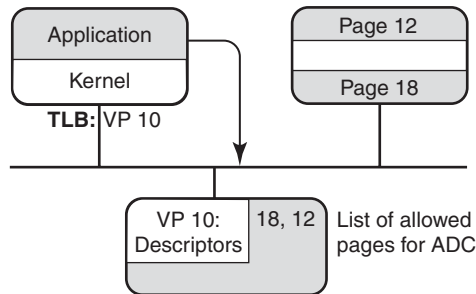 Application
Kernel
TLB: VP 10
Page 12
Page 18
VP 10:
Descriptors
18, 12
List of allowed
pages for ADC